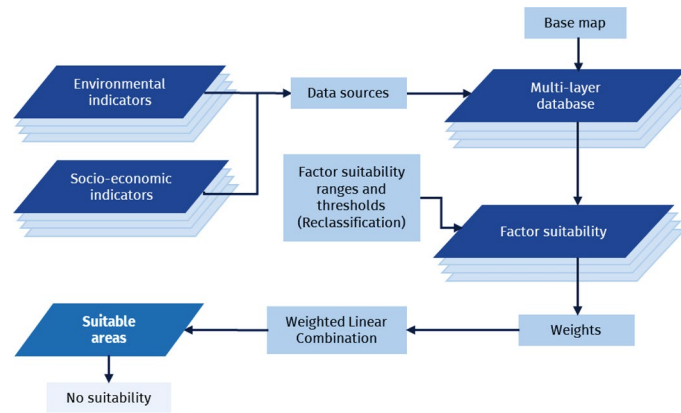 Base map
Environmental
indicators
Data sources
Multi-layer
database
Socio-economic
indicators
Factor suitability
ranges and
thresholds
(Reclassification)
Factor suitability
Suitable
areas
Weighted Linear
Combination
Weights
No suitability